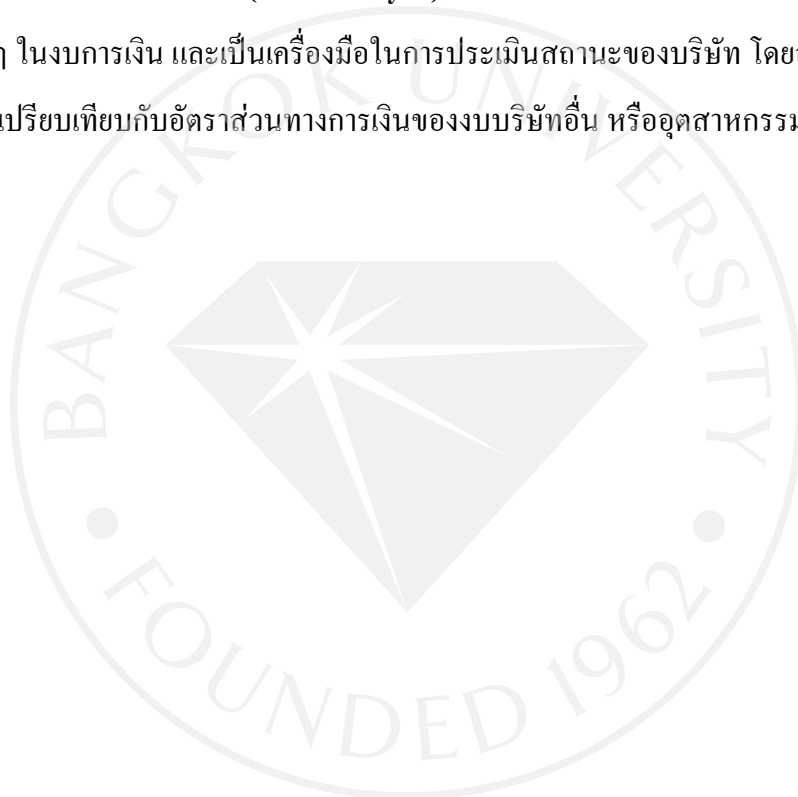 ๆ ในงบการเงิน และเป็นเครื่องมือในการประเมินสถานะของบริษัท โดย
เปรียบเทียบกับอัตราส่วนทางการเงินของงบบริษัทอื่น หรืออุตสาหกรรม
BANGKOK UNIVERSITY
FOUNDED 1962